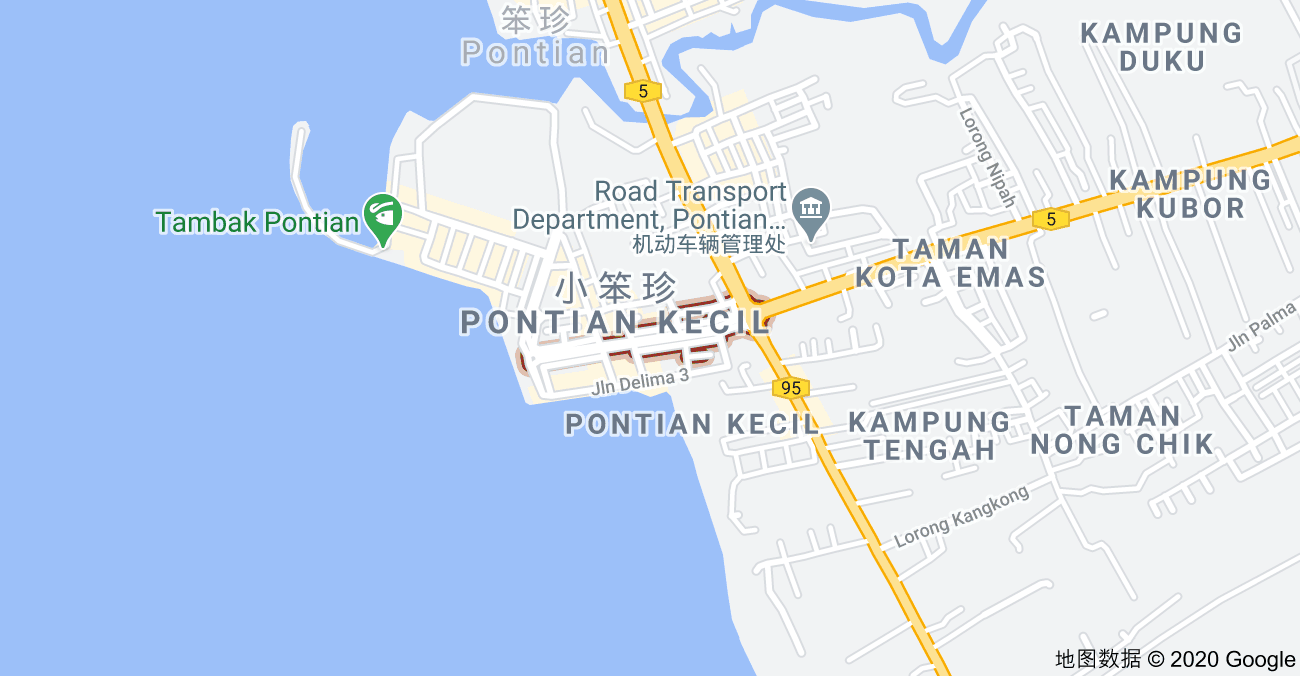 笨珍
Pontian
KAMPUNG
DUKU
5
Lorong Nipah
KAMPUNG
KUBOR
Road Transport
Department, Pontian...
机动车辆管理处
Tambak Pontian
5
TAMAN
KOTA EMAS
小笨珍
PONTIAN KECIL
Jln Palma
Jln Delima 3
95
PONTIAN KECIL
KAMPUNG
TENGAH
TAMAN
NONG CHIK
Lorong Kangkong
地图数据 © 2020 Google